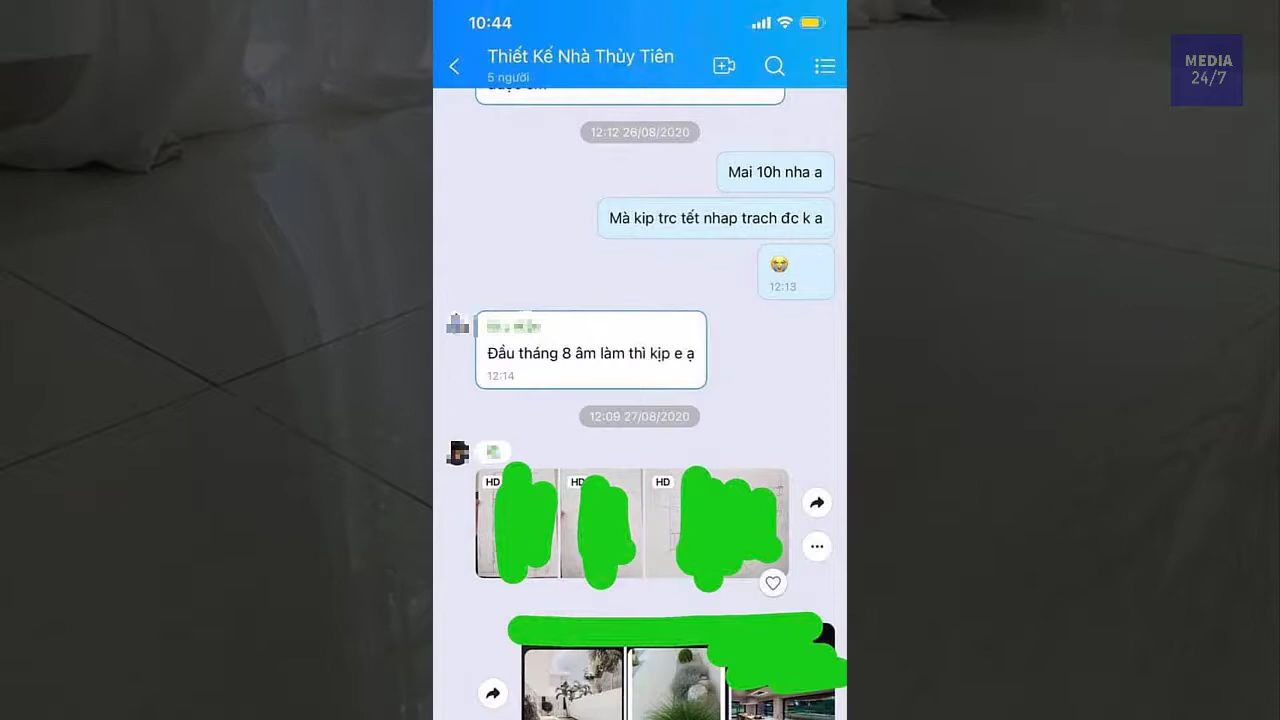 10:44
MEDIA
24/7
Thiết Kế Nhà Thủy Tiên
5 người
12:12 26/08/2020
Mai 10h nha a
Mà kip trc tết nhap trach đc k a
12:13
Đầu tháng 8 âm làm thì kịp e ạ
12:14
12:09 27/08/2020
HD
HD
HD